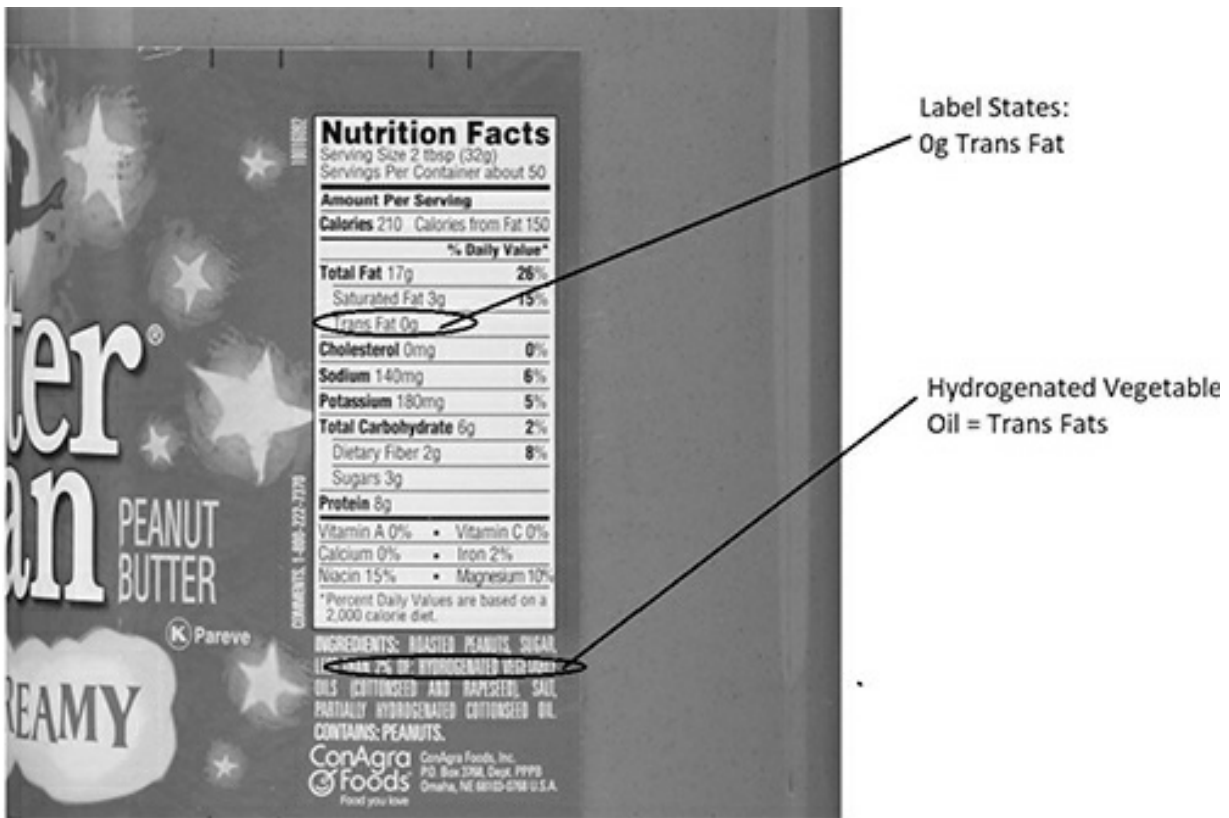 ter®
an
PEANUT
BUTTER
K Pareve
REAMY
COMMENTS, 1-800-222-7370
Nutrition Facts
Serving Size 2 tbsp (32g)
Servings Per Container about 50
Amount Per Serving
Calories 210 Calories from Fat 150
% Daily Value*
Total Fat 17g 26%
Saturated Fat 3g 15%
Trans Fat 0g
Cholesterol 0mg 0%
Sodium 140mg 6%
Potassium 180mg 5%
Total Carbohydrate 6g 2%
Dietary Fiber 2g 8%
Sugars 3g
Protein 8g
Vitamin A 0% • Vitamin C 0%
Calcium 0% • Iron 2%
Niacin 15% • Magnesium 10%
*Percent Daily Values are based on a
2,000 calorie diet.
INGREDIENTS: ROASTED PEANUTS, SUGAR,
LESS THAN 2% OF: HYDROGENATED VEGETABLE
OILS (COTTONSEED AND RAPESEED), SALT,
PARTIALLY HYDROGENATED COTTONSEED OIL.
CONTAINS: PEANUTS.
ConAgra
Foods®
Food you love
ConAgra Foods, Inc.
P.O. Box 3768, Dept. PPPB
Omaha, NE 68103-0768 U.S.A.
Label States:
0g Trans Fat
Hydrogenated Vegetable
Oil = Trans Fats